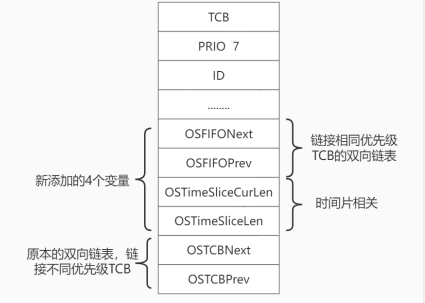 TCB
PRIO 7
ID
........
OSFIFONext
OSFIFOPrev
OSTimeSliceCurLen
OSTimeSliceLen
OSTCBNext
OSTCBPrev
新添加的4个变量
原本的双向链表，链
接不同优先级TCB
链接相同优先级
TCB的双向链表
时间片相关